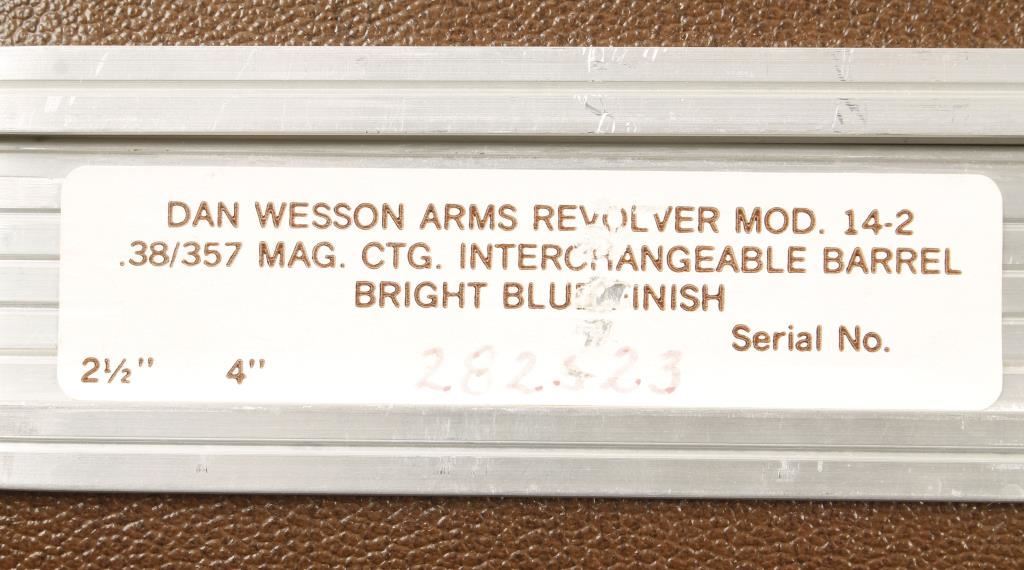 DAN WESSON ARMS REVOLVER MOD. 14-2
.38/357 MAG. CTG. INTERCHANGEABLE BARREL
BRIGHT BLUE FINISH
Serial No.
2½" 4" 282523